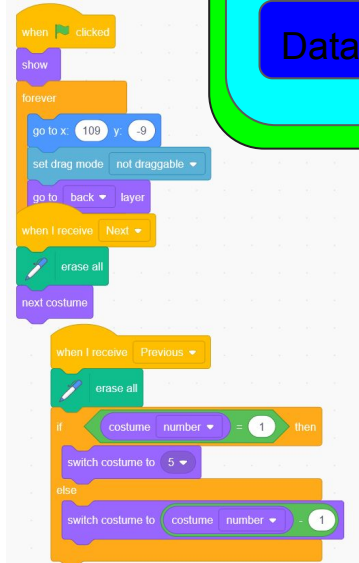 when clicked
Data
show
forever
go to x: 109 y: -9
set drag mode not draggable
go to back layer
when I receive Next
erase all
next costume
when I receive Previous
erase all
if costume number = 1 then
switch costume to 5
else
switch costume to costume number - 1